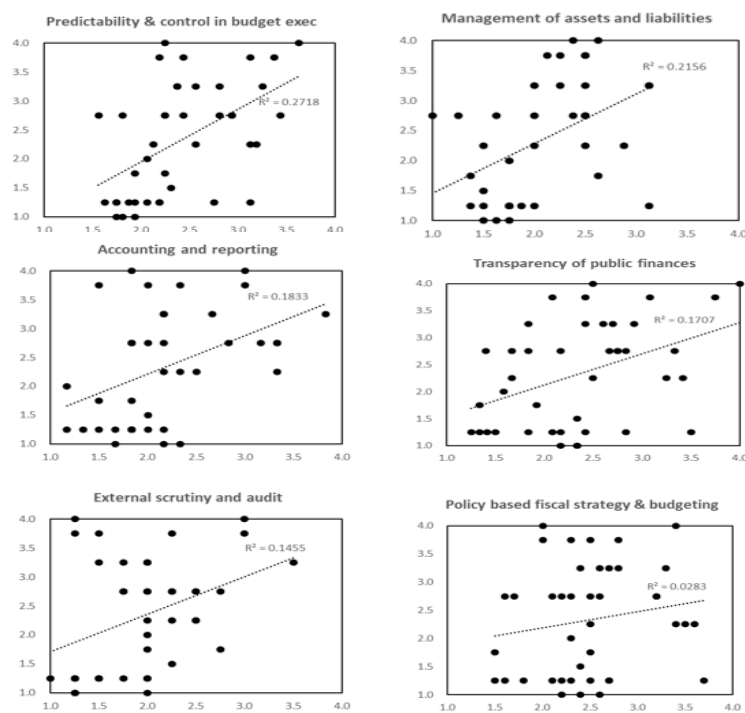 Predictability & control in budget exec
4.0
3.5
3.0
2.5
2.0
1.5
1.0
R² = 0.2718
1.0 1.5 2.0 2.5 3.0 3.5 4.0
Management of assets and liabilities
4.0
3.5
3.0
2.5
2.0
1.5
1.0
R² = 0.2156
1.0 1.5 2.0 2.5 3.0 3.5 4.0
Accounting and reporting
4.0
3.5
3.0
2.5
2.0
1.5
1.0
R² = 0.1833
1.0 1.5 2.0 2.5 3.0 3.5 4.0
Transparency of public finances
4.0
3.5
3.0
2.5
2.0
1.5
1.0
R² = 0.1707
1.0 1.5 2.0 2.5 3.0 3.5 4.0
External scrutiny and audit
4.0
3.5
3.0
2.5
2.0
1.5
1.0
R² = 0.1455
1.0 1.5 2.0 2.5 3.0 3.5 4.0
Policy based fiscal strategy & budgeting
4.0
3.5
3.0
2.5
2.0
1.5
1.0
R² = 0.0283
1.0 1.5 2.0 2.5 3.0 3.5 4.0